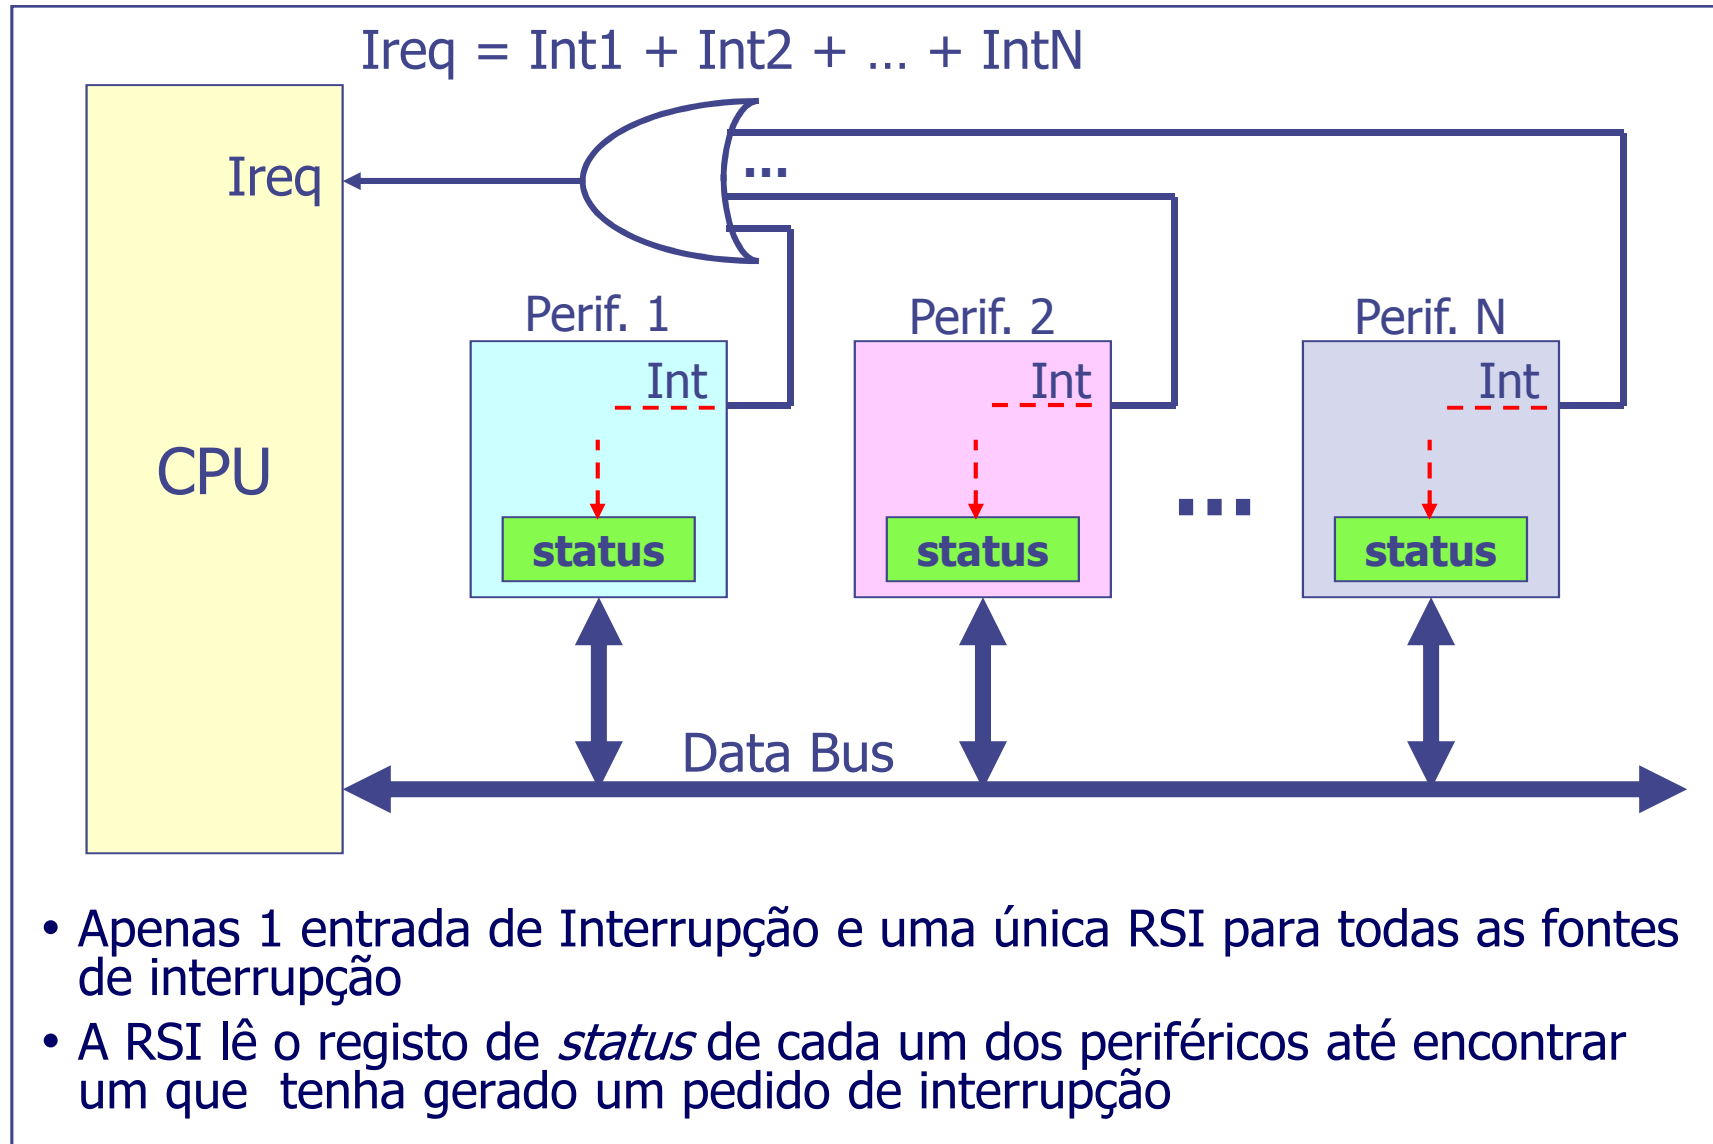 Ireq = Int1 + Int2 + … + IntN
Ireq
...
Perif. 1
Perif. 2
Perif. N
Int
Int
Int
CPU
...
status
status
status
Data Bus
• Apenas 1 entrada de Interrupção e uma única RSI para todas as fontes
de interrupção
• A RSI lê o registo de status de cada um dos periféricos até encontrar
um que tenha gerado um pedido de interrupção